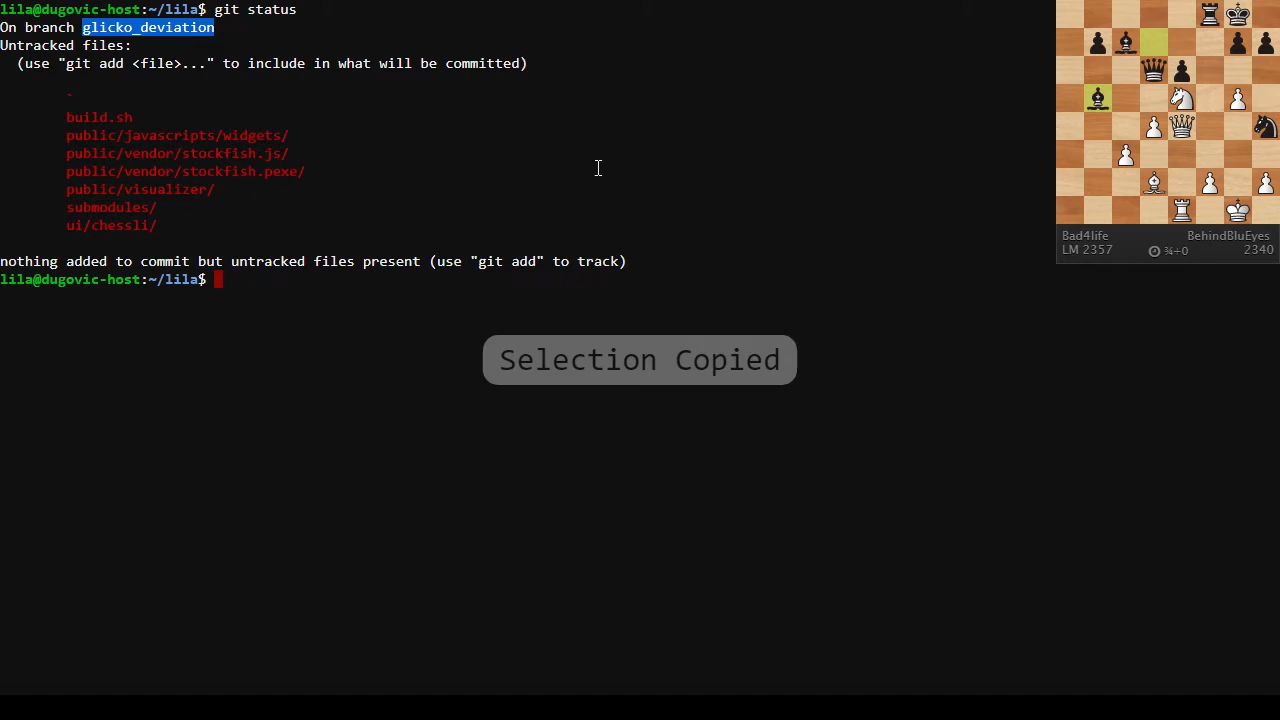 lila@dugovic-host:~/lila$ git status
On branch glicko_deviation
Untracked files:
  (use "git add <file>..." to include in what will be committed)
`
build.sh
public/javascripts/widgets/
public/vendor/stockfish.js/
public/vendor/stockfish.pexe/
public/visualizer/
submodules/
ui/chessli/
nothing added to commit but untracked files present (use "git add" to track)
lila@dugovic-host:~/lila$
Selection Copied
Bad4life BehindBluEyes
LM 2357 ¾+0 2340